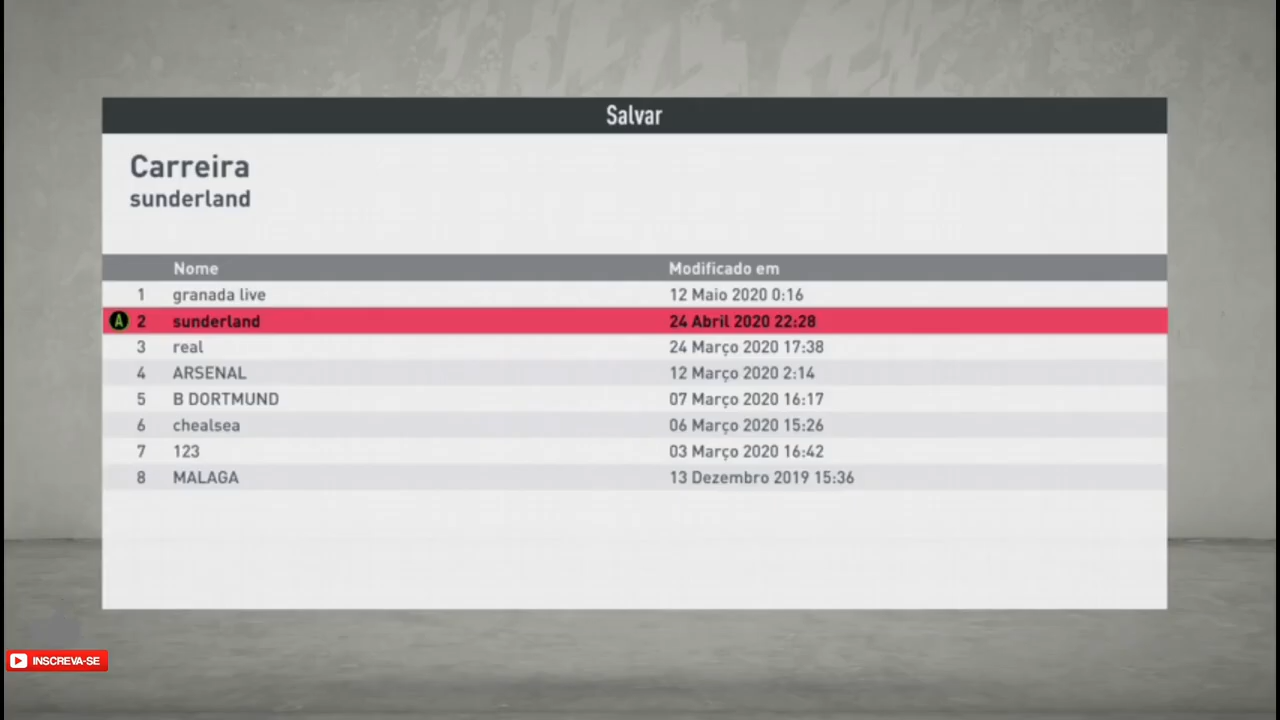 Salvar
Carreira
sunderland
Nome Modificado em
1 granada live 12 Maio 2020 0:16
A 2 sunderland 24 Abril 2020 22:28
3 real 24 Março 2020 17:38
4 ARSENAL 12 Março 2020 2:14
5 B DORTMUND 07 Março 2020 16:17
6 chealsea 06 Março 2020 15:26
7 123 03 Março 2020 16:42
8 MALAGA 13 Dezembro 2019 15:36
INSCREVA-SE